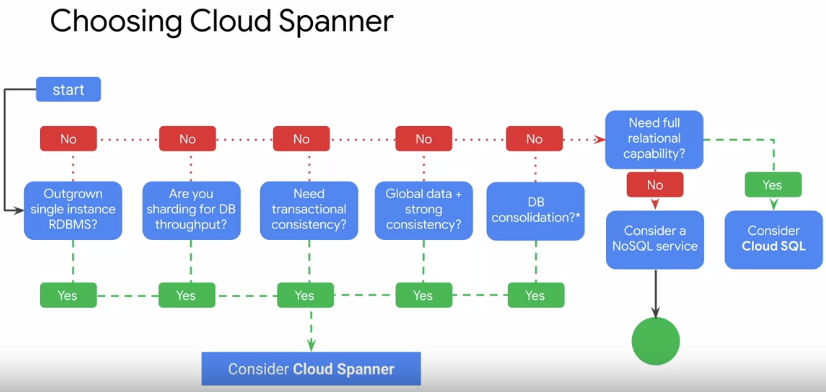 Choosing Cloud Spanner
start
No
No
No
No
No
Need full
relational
capability?
Outgrown
single instance
RDBMS?
Are you
sharding for DB
throughput?
Need
transactional
consistency?
Global data +
strong
consistency?
DB
consolidation?*
No
Yes
Consider a
NoSQL service
Consider
Cloud SQL
Yes
Yes
Yes
Yes
Yes
Consider Cloud Spanner